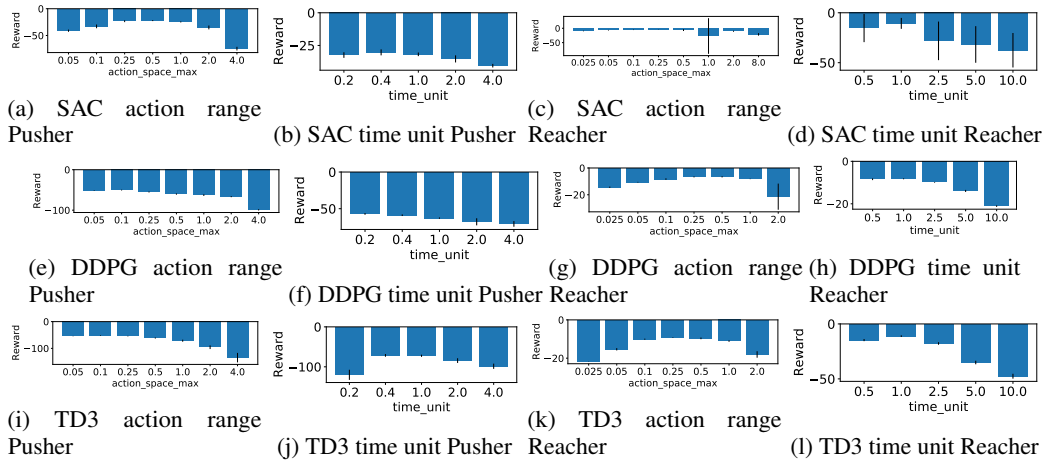 0
−50
Reward
0.05 0.1 0.25 0.5 1.0 2.0 4.0
action_space_max
(a) SAC action range
Pusher
−25
Reward
0.2 0.4 1.0 2.0 4.0
time_unit
(b) SAC time unit Pusher
0
−50
Reward
0.025 0.05 0.1 0.25 0.5 1.0 2.0 8.0
action_space_max
(c) SAC action range
Reacher
0
−50
Reward
0.5 1.0 2.5 5.0 10.0
time_unit
(d) SAC time unit Reacher
0
−100
Reward
0.05 0.1 0.25 0.5 1.0 2.0 4.0
action_space_max
(e) DDPG action range
Pusher
0
−50
Reward
0.2 0.4 1.0 2.0 4.0
time_unit
(f) DDPG time unit Pusher
0
−20
Reward
0.025 0.05 0.1 0.25 0.5 1.0 2.0
action_space_max
(g) DDPG action range
Reacher
0
−20
Reward
0.5 1.0 2.5 5.0 10.0
time_unit
(h) DDPG time unit
Reacher
0
−100
Reward
0.05 0.1 0.25 0.5 1.0 2.0 4.0
action_space_max
(i) TD3 action range
Pusher
0
−100
Reward
0.2 0.4 1.0 2.0 4.0
time_unit
(j) TD3 time unit Pusher
0
−20
Reward
0.025 0.05 0.1 0.25 0.5 1.0 2.0
action_space_max
(k) TD3 action range
Reacher
0
−50
Reward
0.5 1.0 2.5 5.0 10.0
time_unit
(l) TD3 time unit Reacher